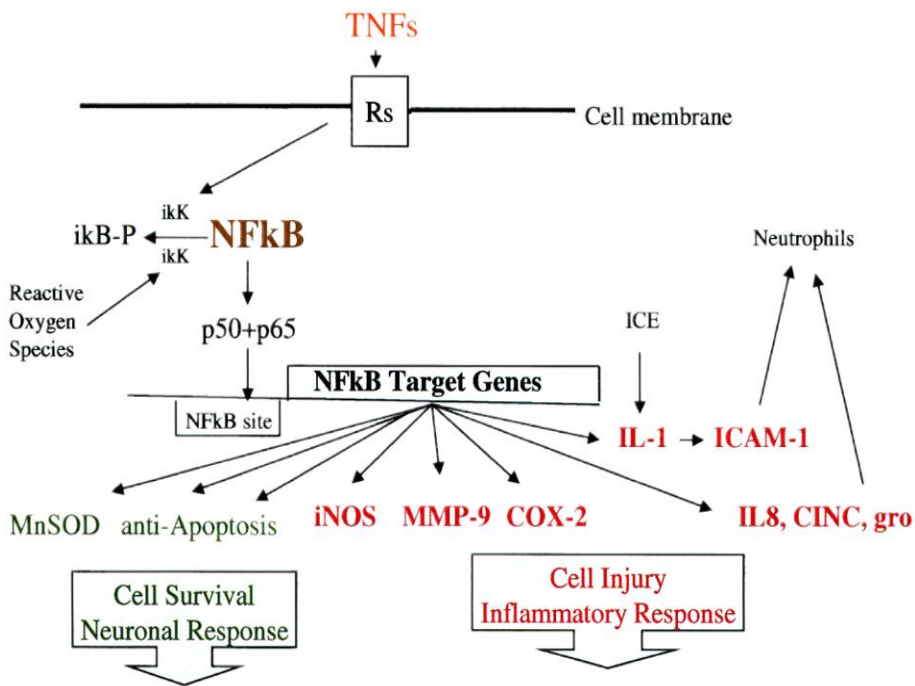 TNFs
Rs
Cell membrane
ikK
ikB-P
NFkB
ikK
Neutrophils
Reactive
Oxygen
Species
p50+p65
ICE
NFkB Target Genes
NFkB site
IL-1
ICAM-1
MnSOD
anti-Apoptosis
iNOS
MMP-9
COX-2
IL8, CINC, gro
Cell Survival
Neuronal Response
Cell Injury
Inflammatory Response